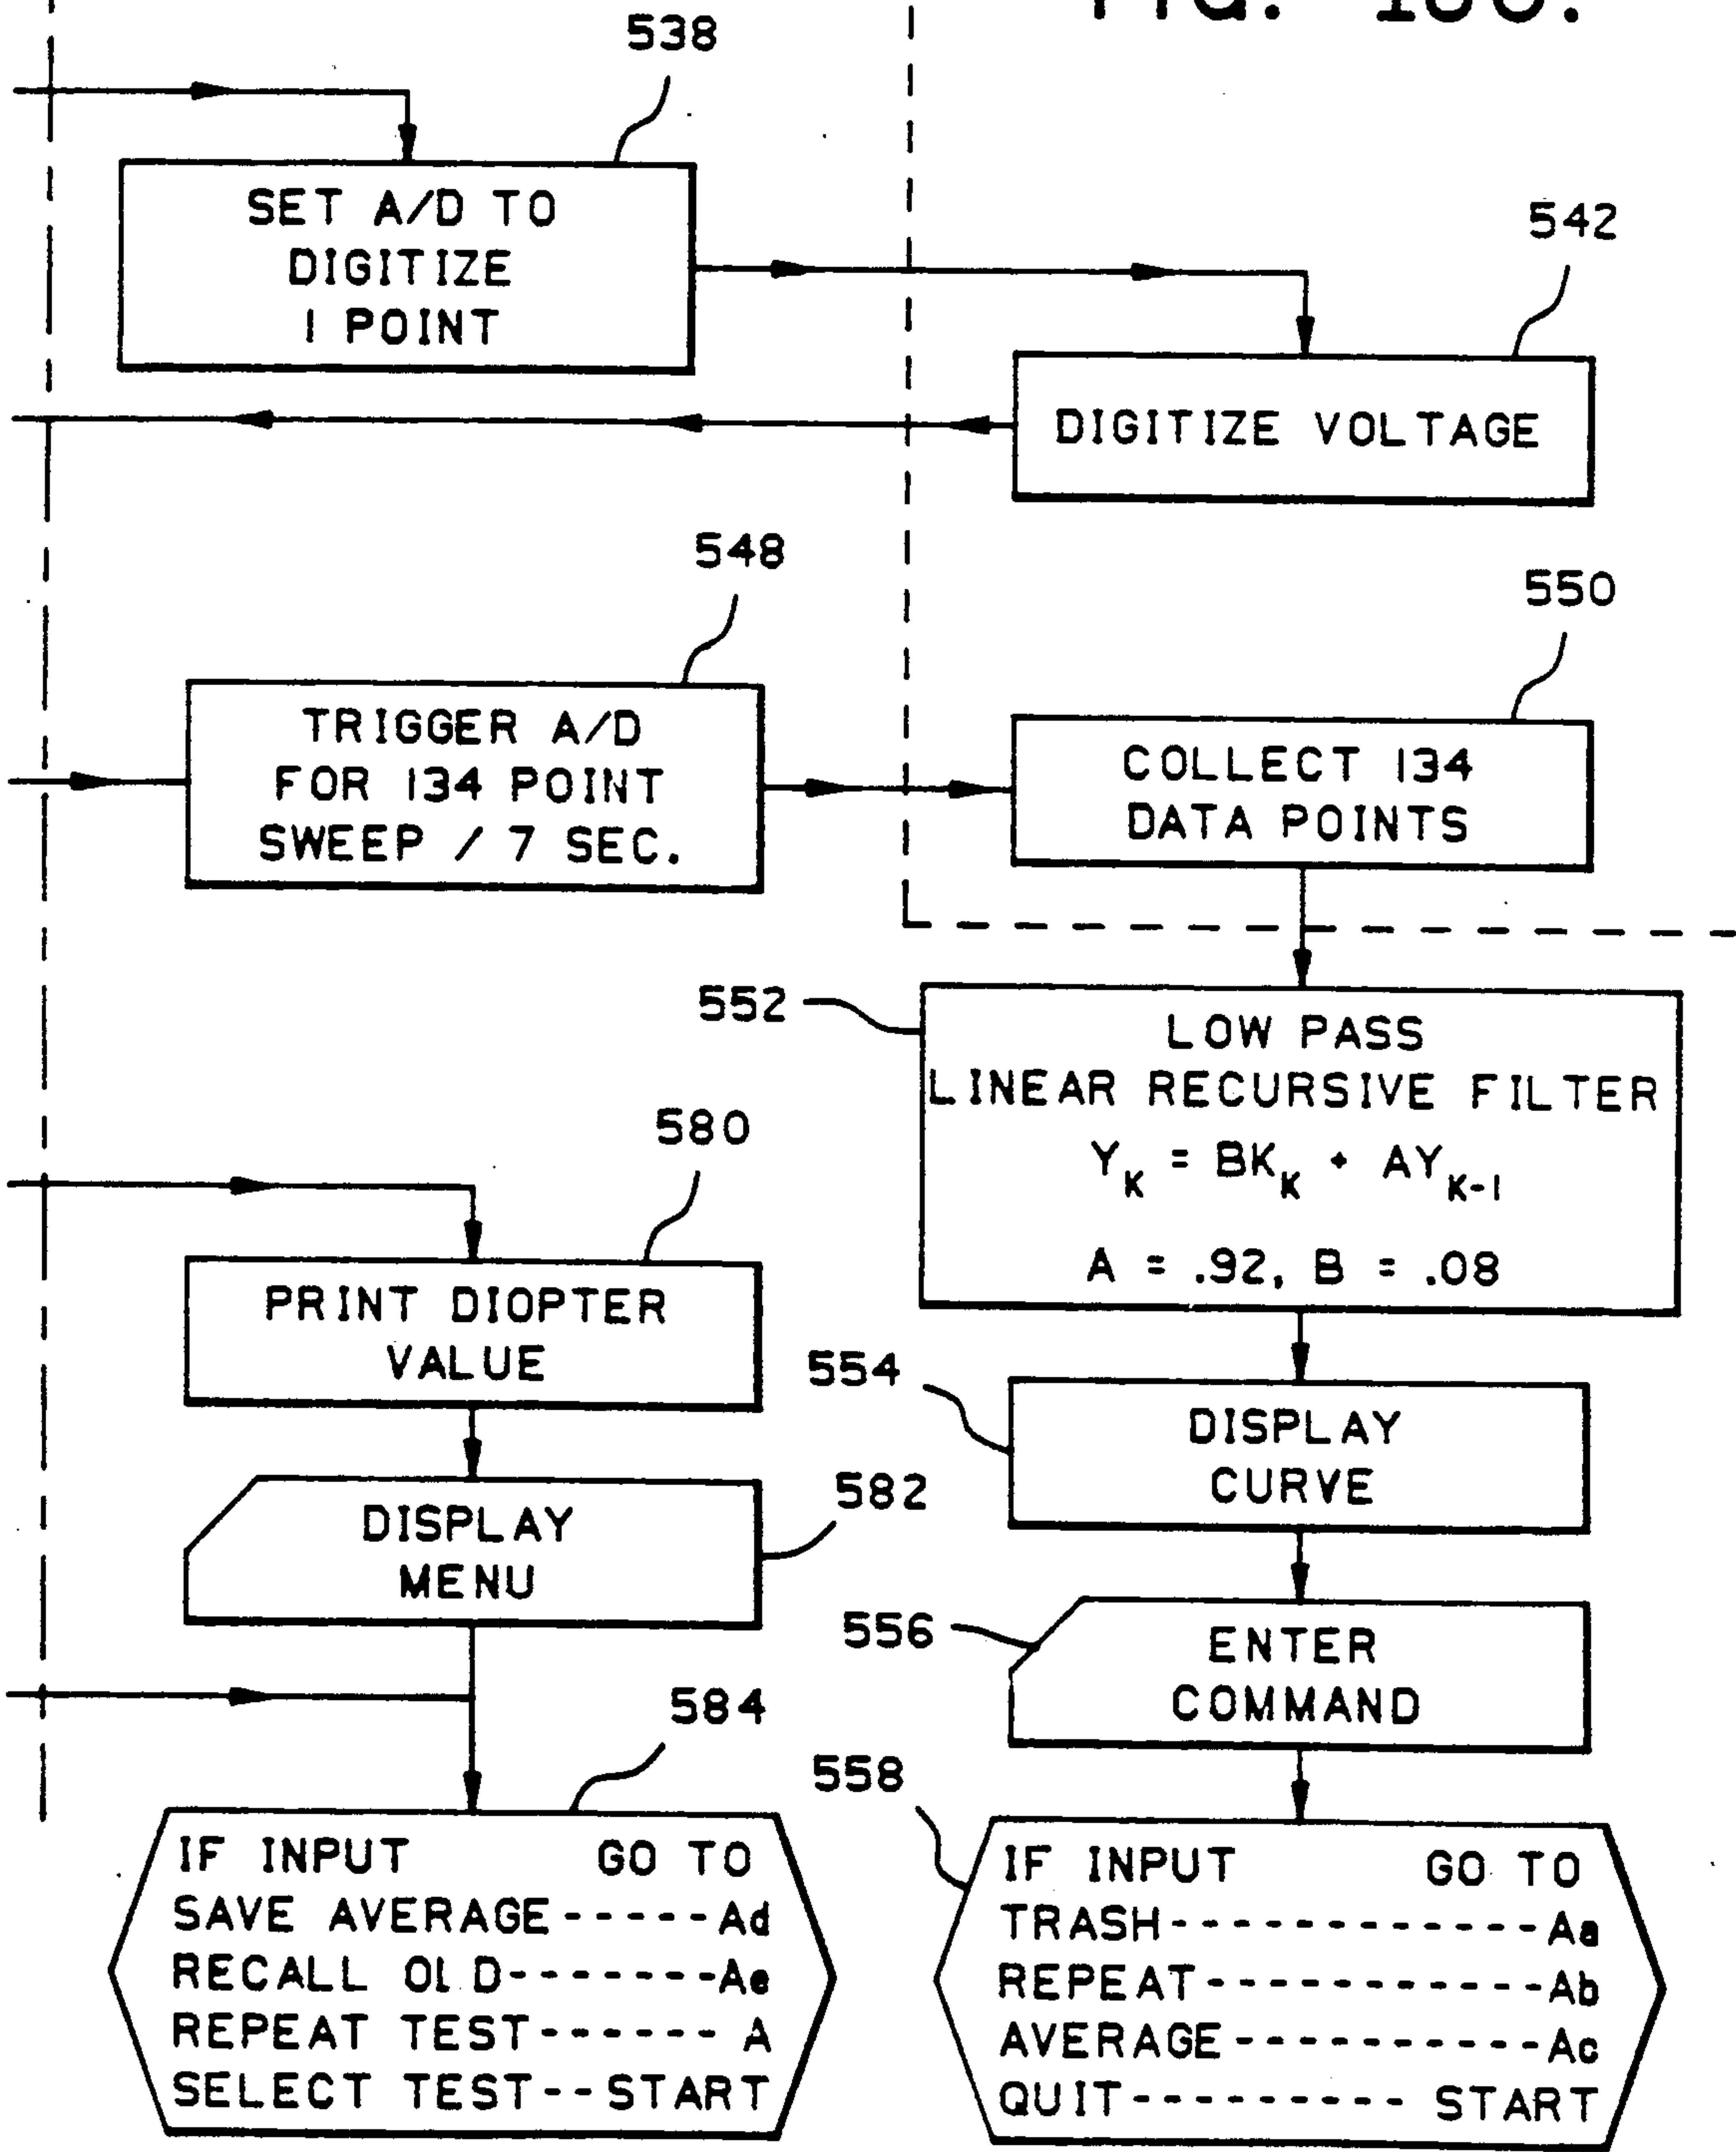 538
SET A/D TO
DIGITIZE
1 POINT
542
DIGITIZE VOLTAGE
548
TRIGGER A/D
FOR 134 POINT
SWEEP / 7 SEC.
550
COLLECT 134
DATA POINTS
552
LOW PASS
LINEAR RECURSIVE FILTER
Y_K = BK_K + AY_K-1
A = .92, B = .08
580
PRINT DIOPTER
VALUE
554
DISPLAY
CURVE
582
DISPLAY
MENU
556
ENTER
COMMAND
584
IF INPUT GO TO
SAVE AVERAGE-----Ad
RECALL OLD-------Ae
REPEAT TEST------ A
SELECT TEST--START
558
IF INPUT GO TO
TRASH------------Aa
REPEAT-----------Ab
AVERAGE----------Ac
QUIT--------- START